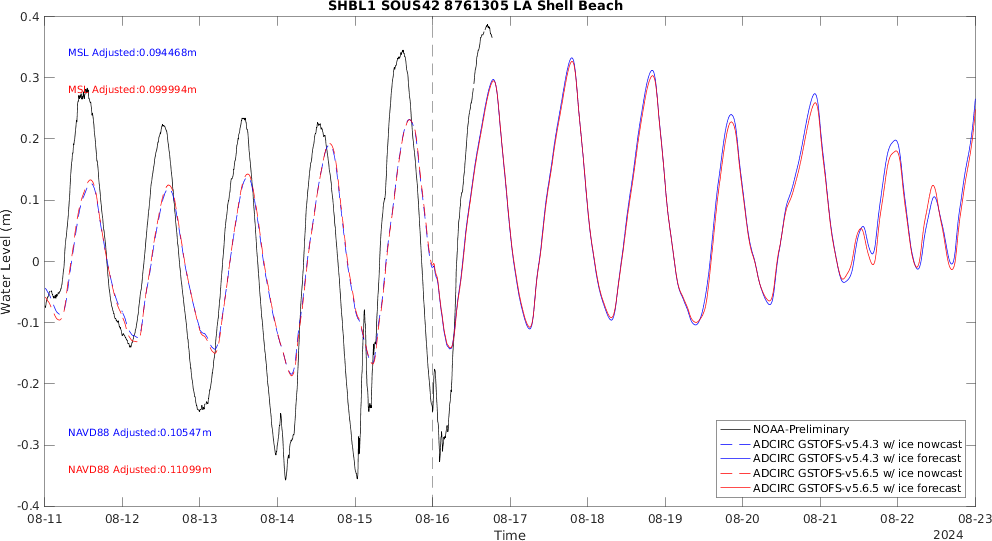 SHBL1 SOUS42 8761305 LA Shell Beach
0.4
0.3
0.2
0.1
0
-0.1
-0.2
-0.3
-0.4
Water Level (m)
MSL Adjusted:0.094468m
MSL Adjusted:0.099994m
NAVD88 Adjusted:0.10547m
NAVD88 Adjusted:0.11099m
NOAA-Preliminary
ADCIRC GSTOFS-v5.4.3 w/ ice nowcast
ADCIRC GSTOFS-v5.4.3 w/ ice forecast
ADCIRC GSTOFS-v5.6.5 w/ ice nowcast
ADCIRC GSTOFS-v5.6.5 w/ ice forecast
08-11 08-12 08-13 08-14 08-15 08-16 08-17 08-18 08-19 08-20 08-21 08-22 08-23
Time
2024